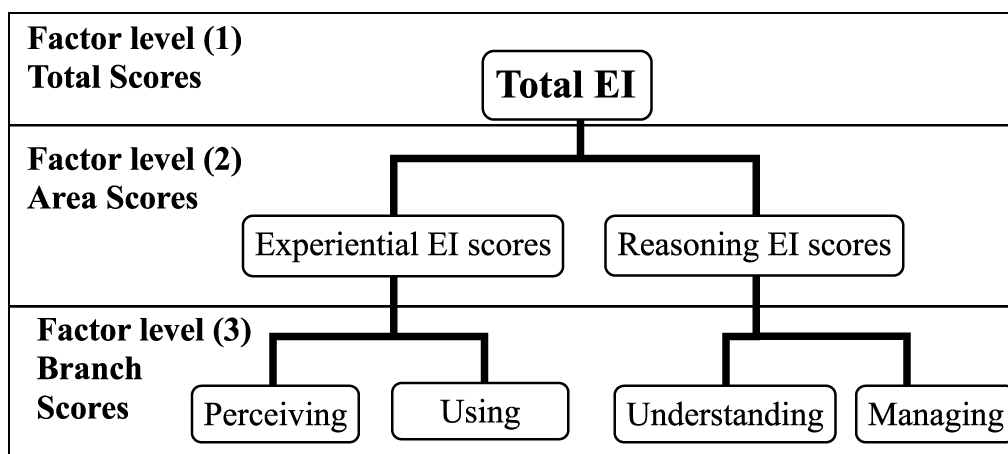 Factor level (1)
Total Scores
Total EI
Factor level (2)
Area Scores
Experiential EI scores
Reasoning EI scores
Factor level (3)
Branch
Scores
Perceiving
Using
Understanding
Managing